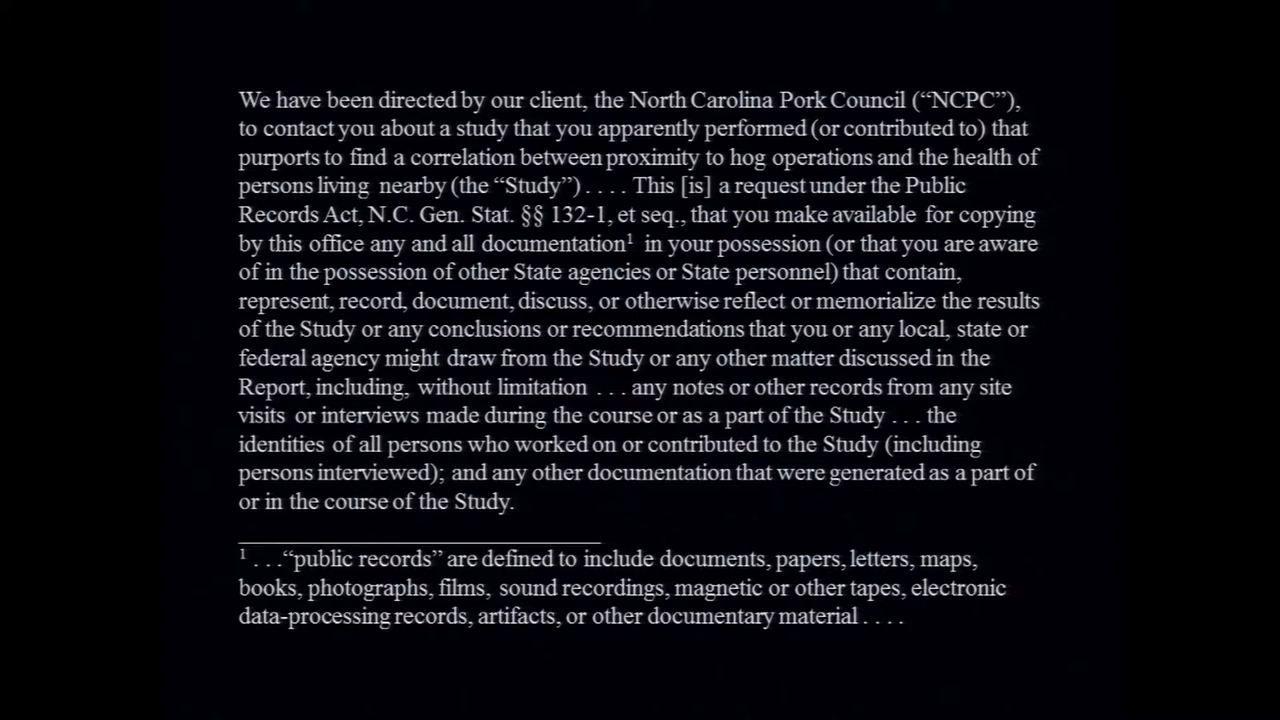 We have been directed by our client, the North Carolina Pork Council (“NCPC”),
to contact you about a study that you apparently performed (or contributed to) that
purports to find a correlation between proximity to hog operations and the health of
persons living nearby (the “Study”) . . . . This [is] a request under the Public
Records Act, N.C. Gen. Stat. §§ 132-1, et seq., that you make available for copying
by this office any and all documentation¹ in your possession (or that you are aware
of in the possession of other State agencies or State personnel) that contain,
represent, record, document, discuss, or otherwise reflect or memorialize the results
of the Study or any conclusions or recommendations that you or any local, state or
federal agency might draw from the Study or any other matter discussed in the
Report, including, without limitation . . . any notes or other records from any site
visits or interviews made during the course or as a part of the Study . . . the
identities of all persons who worked on or contributed to the Study (including
persons interviewed); and any other documentation that were generated as a part of
or in the course of the Study.
¹ . . .“public records” are defined to include documents, papers, letters, maps,
books, photographs, films, sound recordings, magnetic or other tapes, electronic
data-processing records, artifacts, or other documentary material . . . .